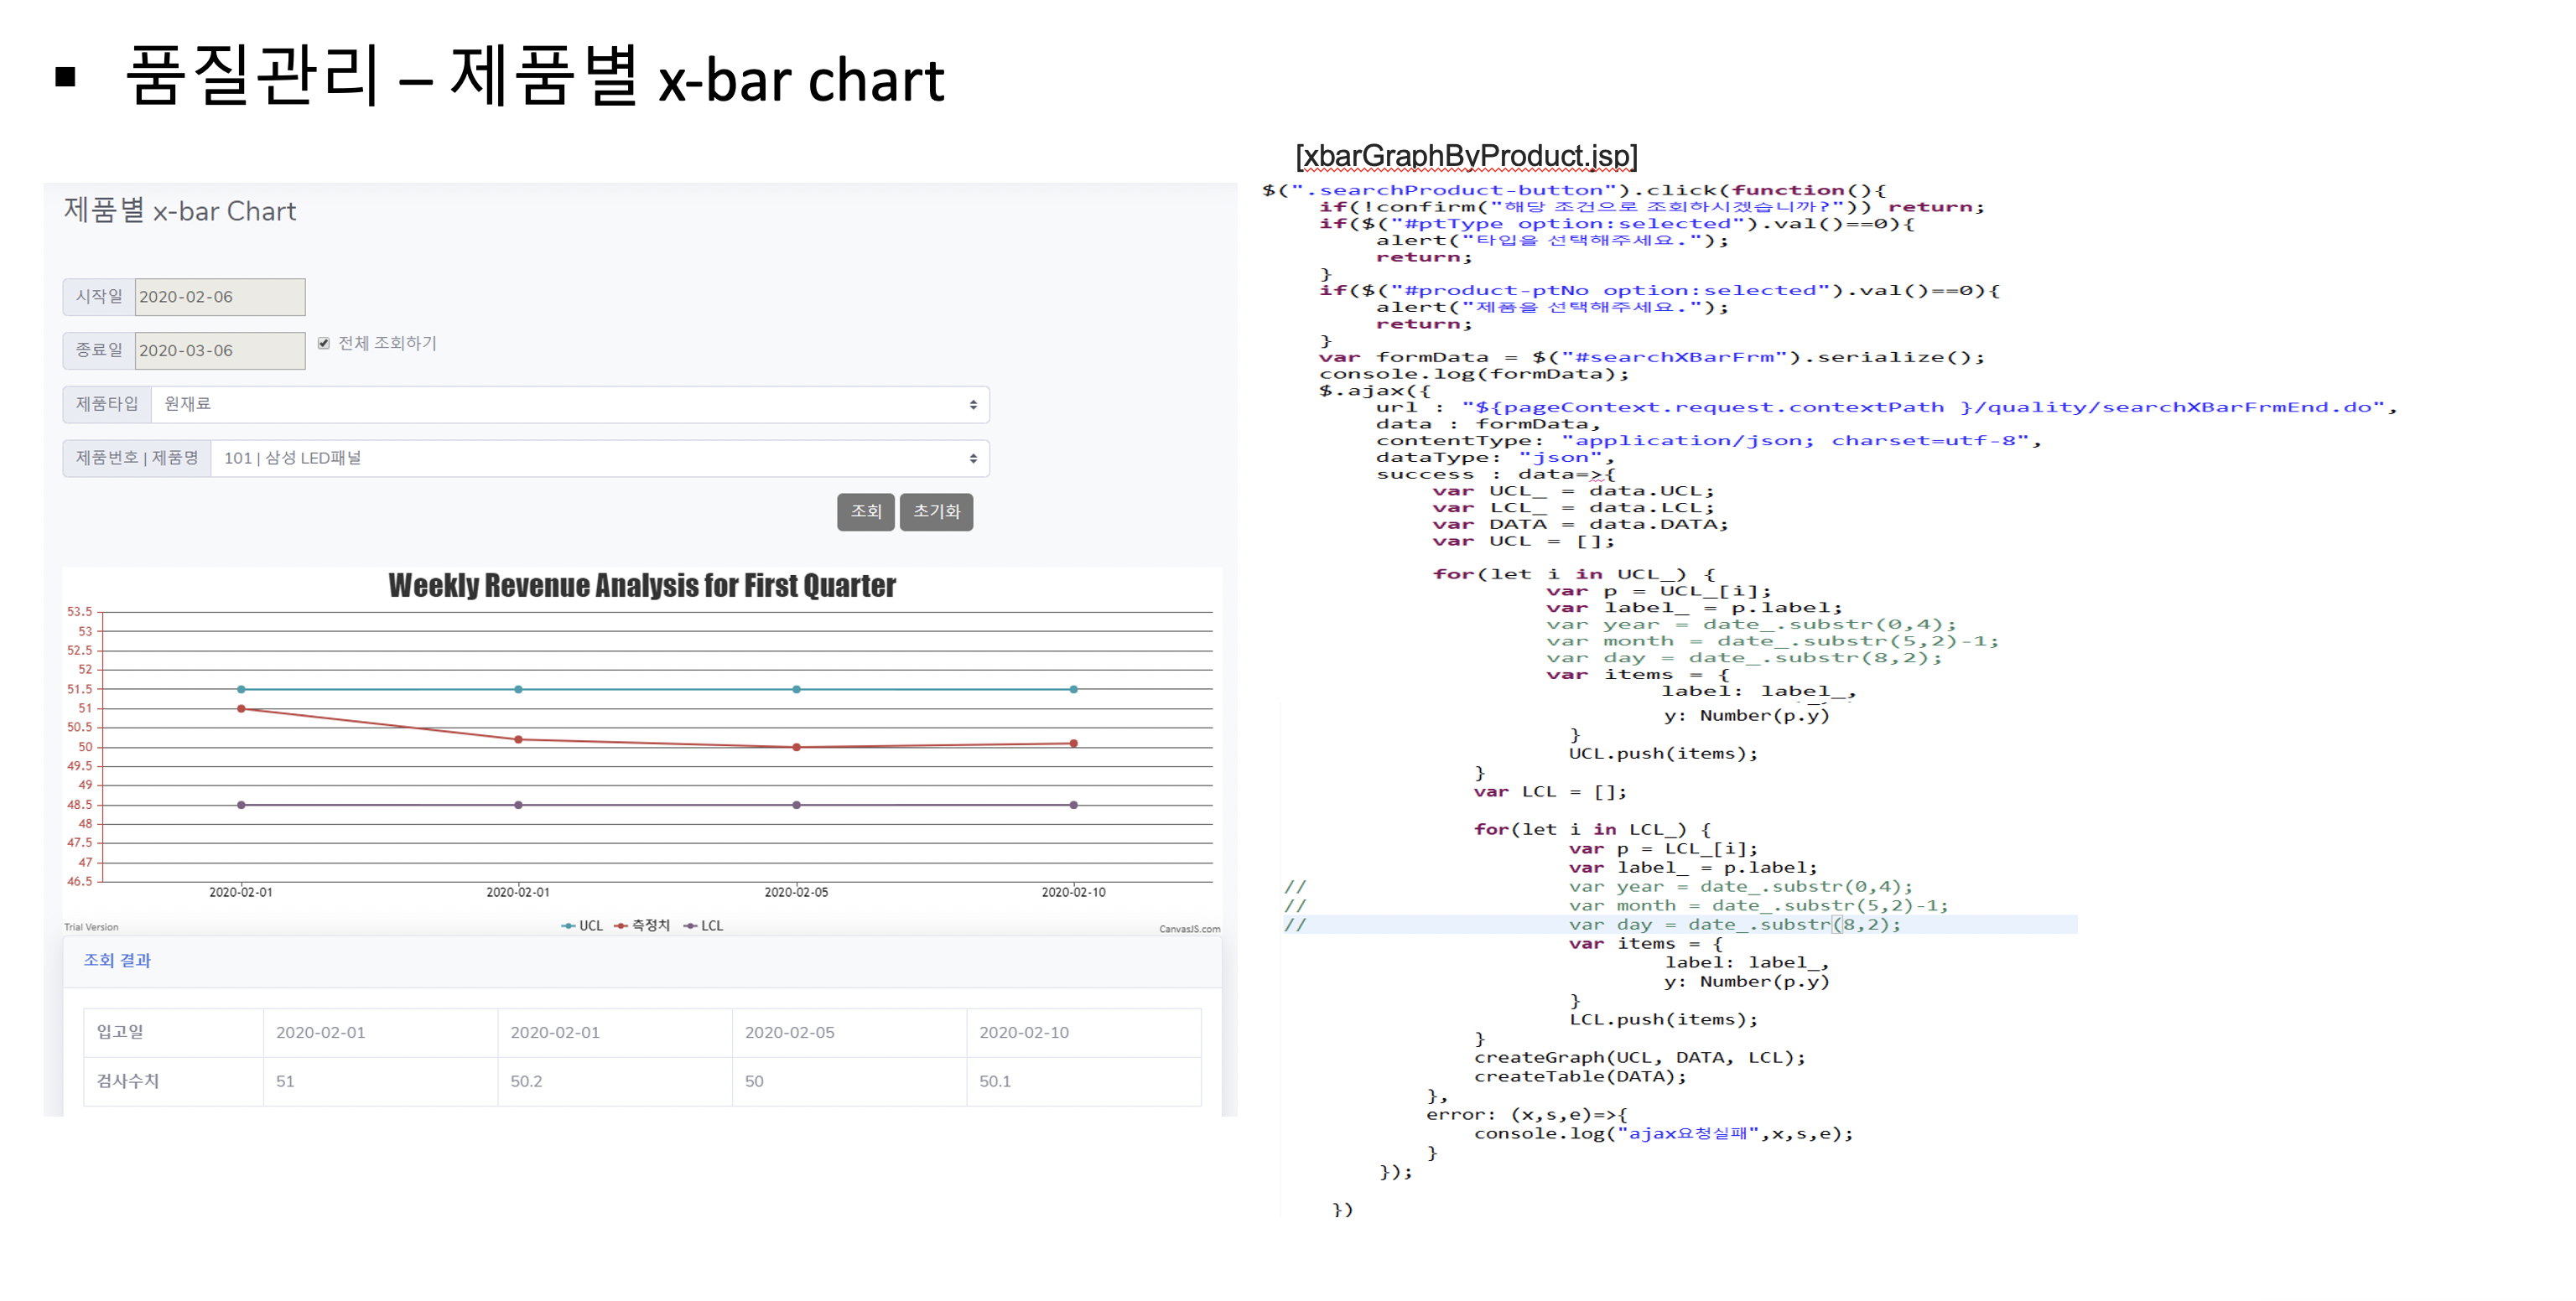 ▪ 품질관리 – 제품별 x-bar chart
제품별 x-bar Chart
시작일 2020-02-06
종료일 2020-03-06 전체 조회하기
제품타입 원재료
제품번호 | 제품명 101 | 삼성 LED패널
조회 초기화
Weekly Revenue Analysis for First Quarter
53.5
53
52.5
52
51.5
51
50.5
50
49.5
49
48.5
48
47.5
47
46.5
2020-02-01 2020-02-01 2020-02-05 2020-02-10
UCL 측정치 LCL
Trial Version CanvasJS.com
조회 결과
입고일 2020-02-01 2020-02-01 2020-02-05 2020-02-10
검사수치 51 50.2 50 50.1
[xbarGraphByProduct.jsp]
$(".searchProduct-button").click(function(){
if(!confirm("해당 조건으로 조회하시겠습니까?")) return;
if($("#ptType option:selected").val()==0){
alert("타입을 선택해주세요.");
return;
}
if($("#product-ptNo option:selected").val()==0){
alert("제품을 선택해주세요.");
return;
}
var formData = $("#searchXBarFrm").serialize();
console.log(formData);
$.ajax({
url : "${pageContext.request.contextPath }/quality/searchXBarFrmEnd.do",
data : formData,
contentType: "application/json; charset=utf-8",
dataType: "json",
success : data=>{
var UCL_ = data.UCL;
var LCL_ = data.LCL;
var DATA = data.DATA;
var UCL = [];
for(let i in UCL_) {
var p = UCL_[i];
var label_ = p.label;
var year = date_.substr(0,4);
var month = date_.substr(5,2)-1;
var day = date_.substr(8,2);
var items = {
label: label_,
y: Number(p.y)
}
UCL.push(items);
}
var LCL = [];
for(let i in LCL_) {
var p = LCL_[i];
var label_ = p.label;
// var year = date_.substr(0,4);
// var month = date_.substr(5,2)-1;
// var day = date_.substr(8,2);
var items = {
label: label_,
y: Number(p.y)
}
LCL.push(items);
}
createGraph(UCL, DATA, LCL);
createTable(DATA);
},
error: (x,s,e)=>{
console.log("ajax요청실패",x,s,e);
}
});
})